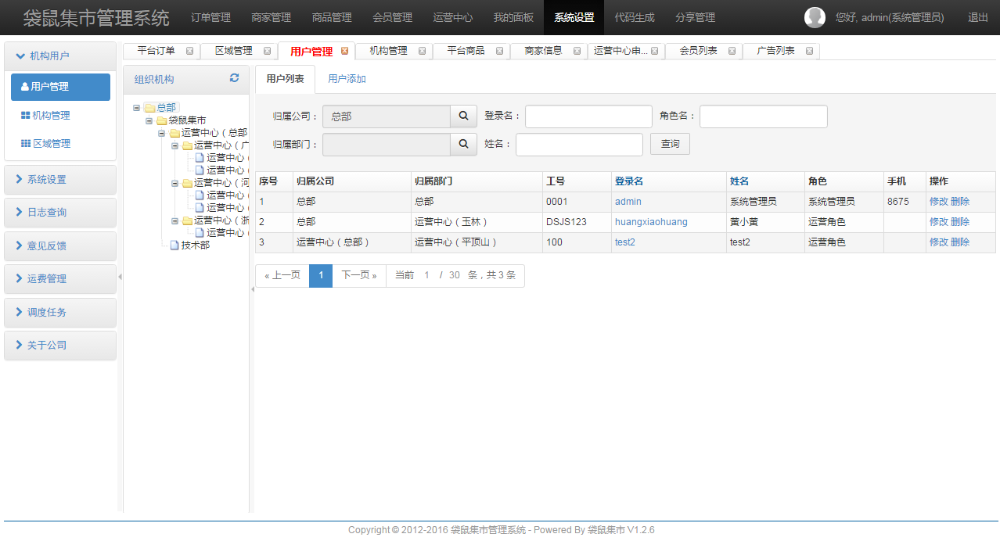 袋鼠集市管理系统 订单管理 商家管理 商品管理 会员管理 运营中心 我的面板 系统设置 代码生成 分享管理 您好, admin(系统管理员) 退出
平台订单 区域管理 用户管理 机构管理 平台商品 商家信息 运营中心申... 会员列表 广告列表
机构用户
用户管理
机构管理
区域管理
系统设置
日志查询
意见反馈
运费管理
调度任务
关于公司
组织机构
总部
袋鼠集市
运营中心（总部
运营中心（广
运营中心（
运营中心（
运营中心（河
运营中心（
运营中心（
运营中心（浙
运营中心（
技术部
用户列表 用户添加
归属公司： 总部 登录名： 角色名：
归属部门： 姓名： 查询
序号 归属公司 归属部门 工号 登录名 姓名 角色 手机 操作
1 总部 总部 0001 admin 系统管理员 系统管理员 8675 修改 删除
2 总部 运营中心（玉林） DSJS123 huangxiaohuang 黄小黄 运营角色 修改 删除
3 运营中心（总部） 运营中心（平顶山） 100 test2 test2 运营角色 修改 删除
« 上一页 1 下一页 » 当前 1 / 30 条，共 3 条
Copyright © 2012-2016 袋鼠集市管理系统 - Powered By 袋鼠集市 V1.2.6